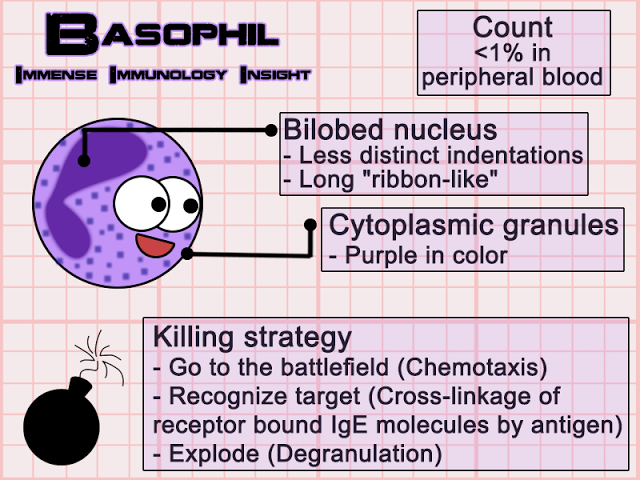 BASOPHIL
IMMENSE IMMUNOLOGY INSIGHT
Count
<1% in
peripheral blood
Bilobed nucleus
- Less distinct indentations
- Long "ribbon-like"
Cytoplasmic granules
- Purple in color
Killing strategy
- Go to the battlefield (Chemotaxis)
- Recognize target (Cross-linkage of
receptor bound IgE molecules by antigen)
- Explode (Degranulation)